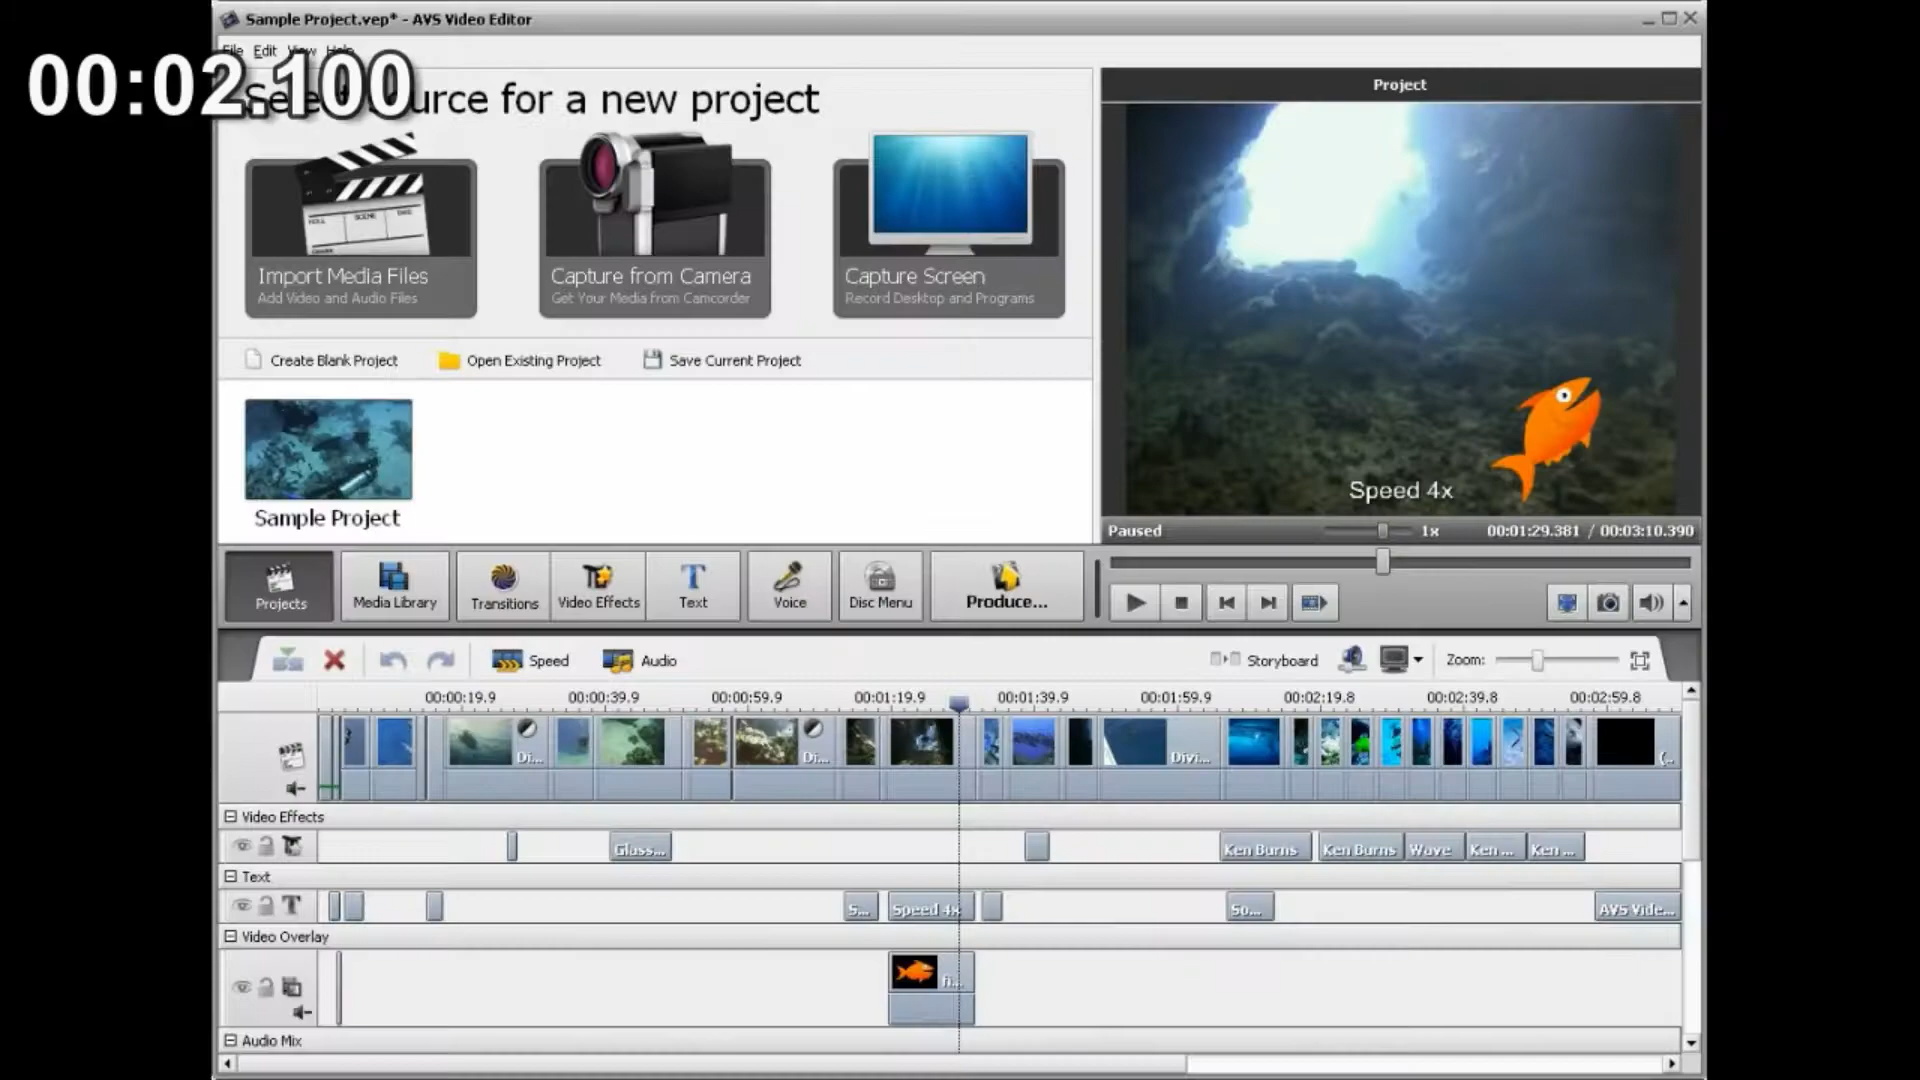 Sample Project.vep* - AVS Video Editor
File Edit View Help
00:02.100
Select source for a new project
Import Media Files
Add Video and Audio Files
Capture from Camera
Get Your Media from Camcorder
Capture Screen
Record Desktop and Programs
Create Blank Project
Open Existing Project
Save Current Project
Sample Project
Project
Speed 4x
Paused
1x
00:01:29.381 / 00:03:10.390
Projects
Media Library
Transitions
Video Effects
Text
Voice
Disc Menu
Produce...
Speed
Audio
Storyboard
Zoom:
00:00:19.9 00:00:39.9 00:00:59.9 00:01:19.9 00:01:39.9 00:01:59.9 00:02:19.8 00:02:39.8 00:02:59.8
Di... Di... Divi... (...
Video Effects
Glass... Ken Burns Ken Burns Wave Ken ... Ken ...
Text
S... Speed 4x So... AVS Vide...
Video Overlay
fi...
Audio Mix